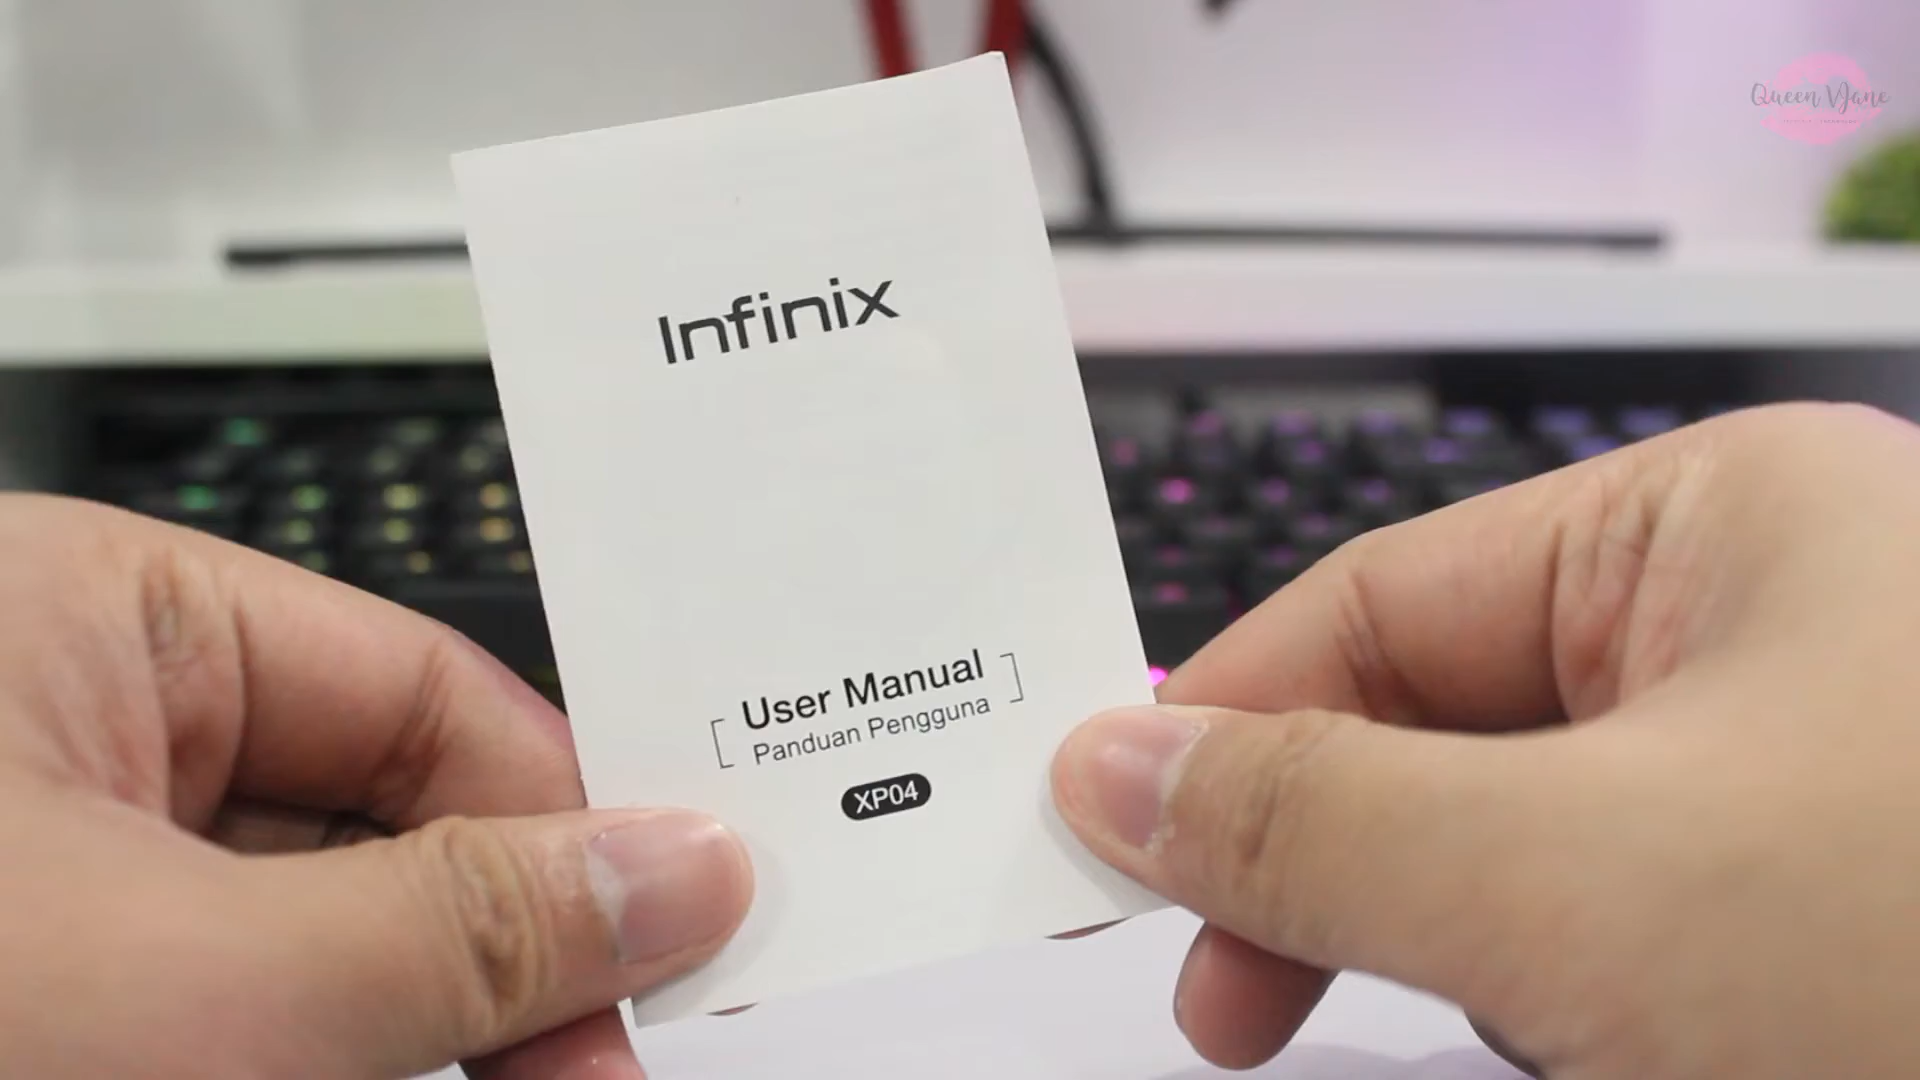 Queen VJane
Infinix
User Manual
Panduan Pengguna
XP04